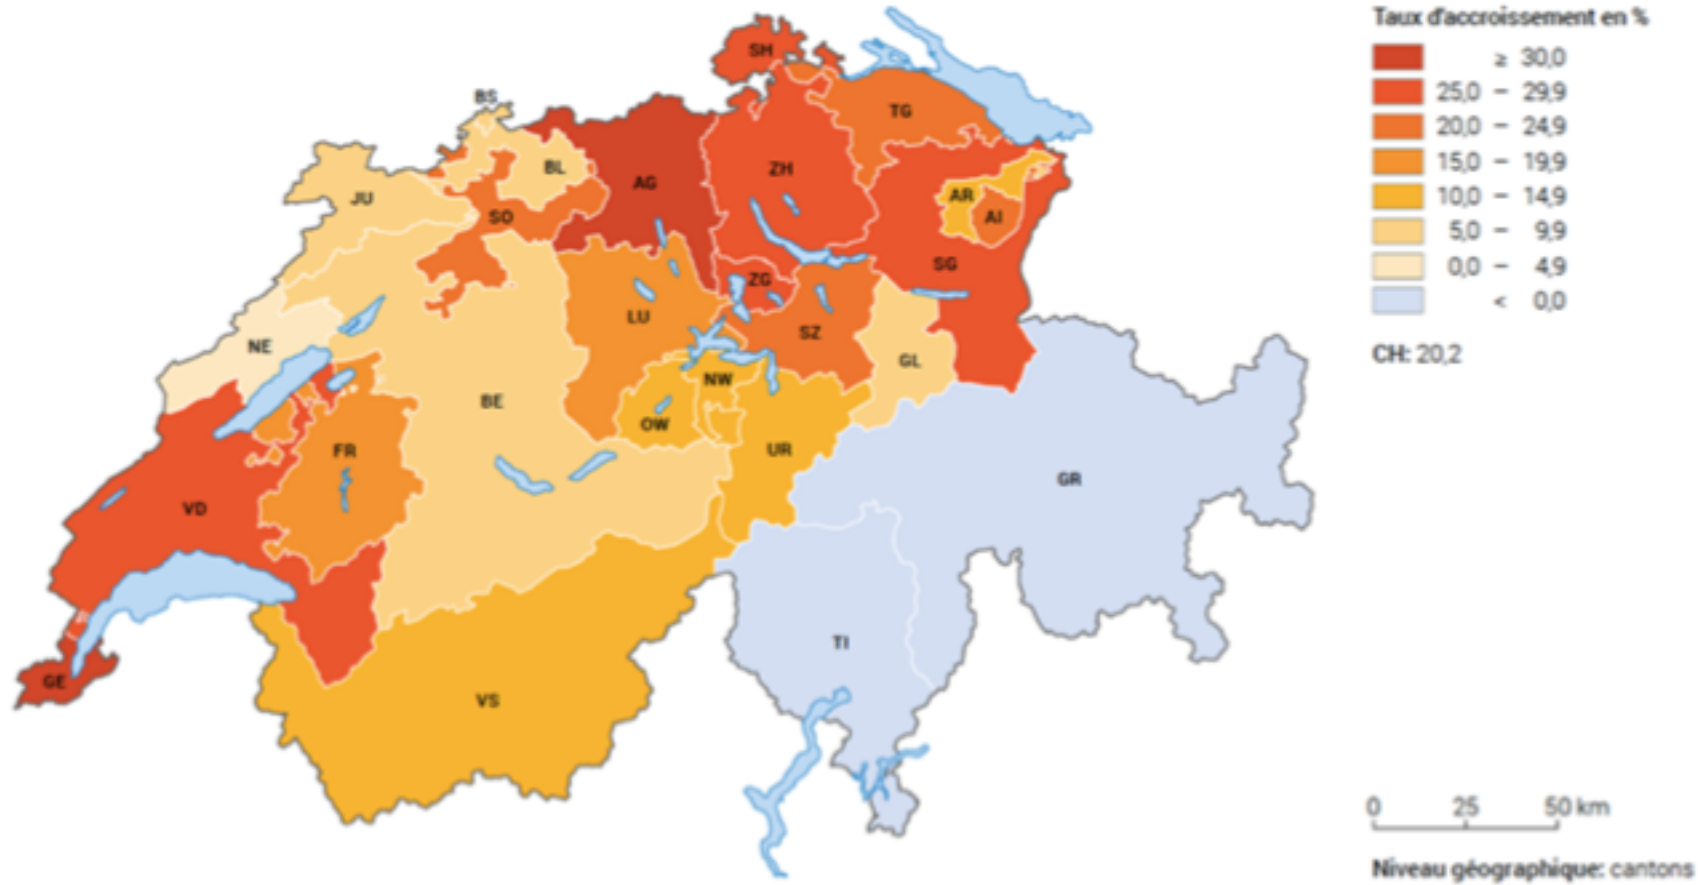 Taux d'accroissement en %
≥ 30,0
25,0 – 29,9
20,0 – 24,9
15,0 – 19,9
10,0 – 14,9
5,0 – 9,9
0,0 – 4,9
< 0,0
CH: 20,2
SH
BS
TG
BL
ZH
AG
JU
AR
SO
AI
SG
ZG
LU
SZ
NE
GL
NW
BE
OW
FR
UR
GR
VD
TI
GE
VS
0 25 50 km
Niveau géographique: cantons